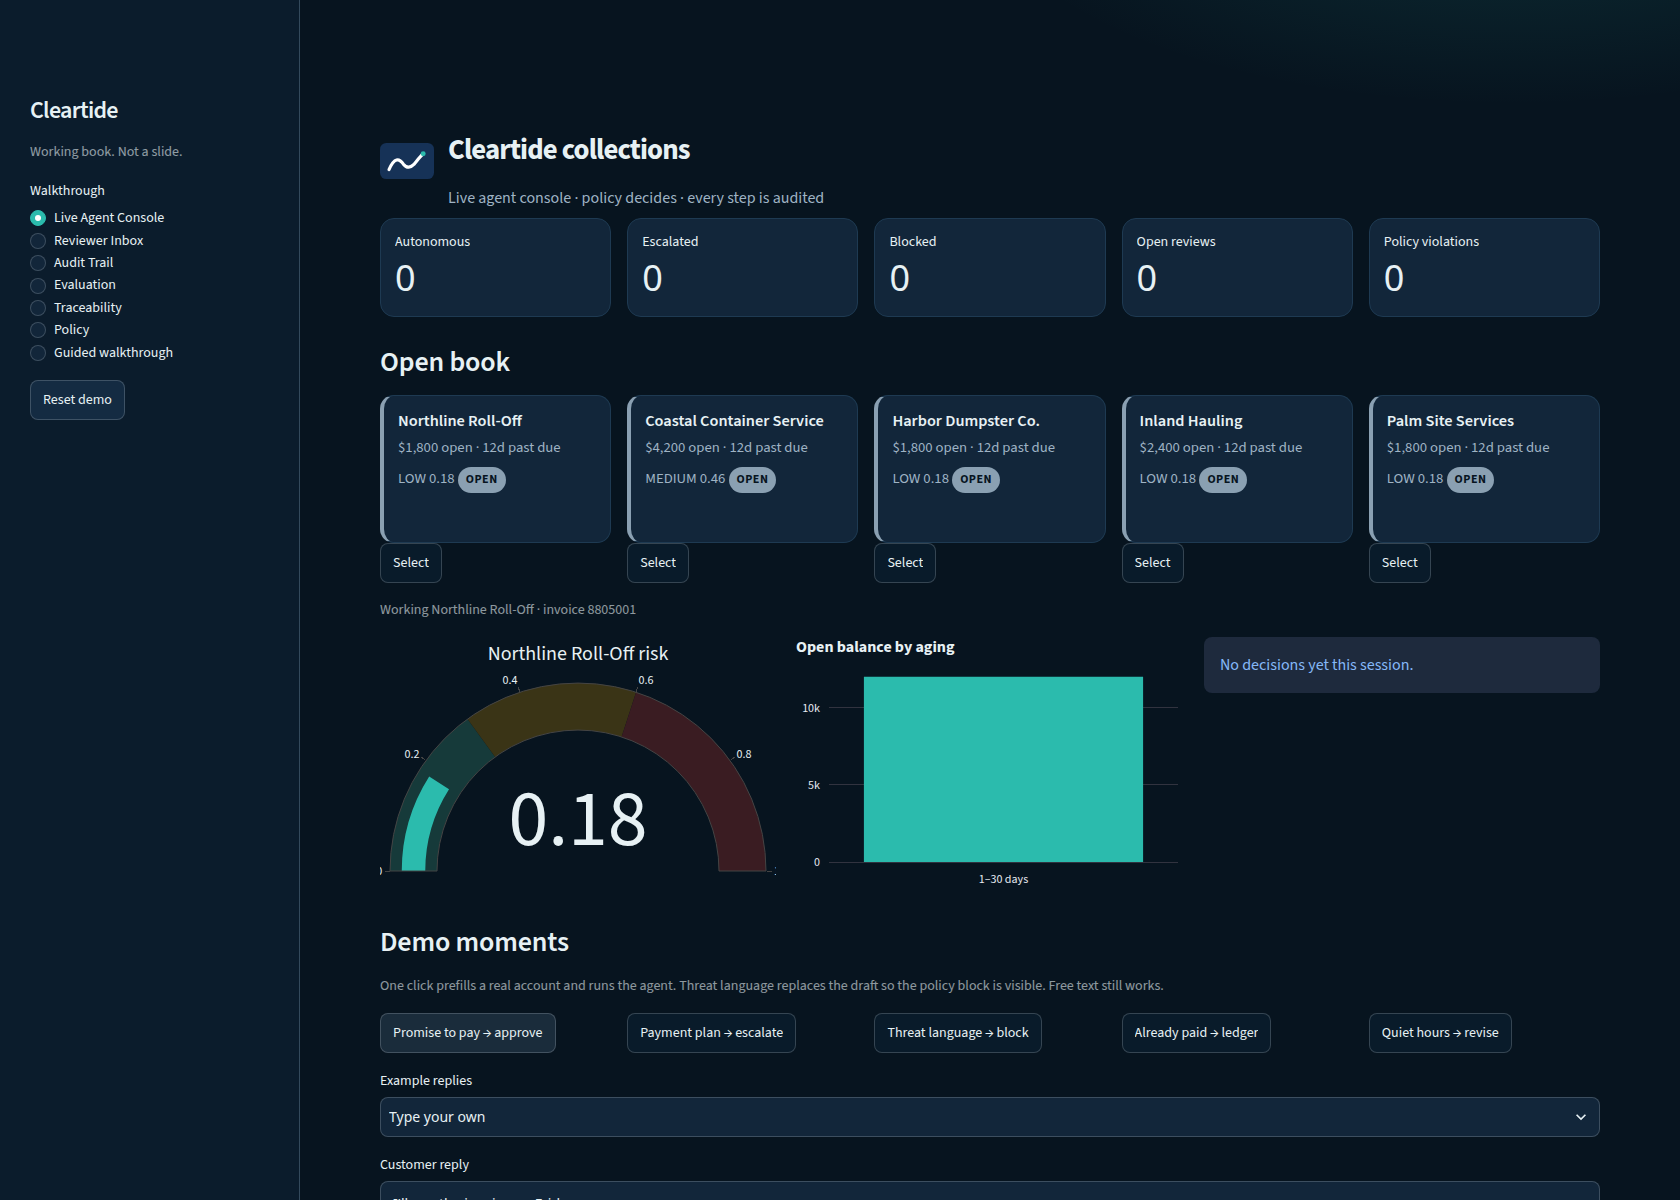 Cleartide
Working book. Not a slide.
Walkthrough
Live Agent Console
Reviewer Inbox
Audit Trail
Evaluation
Traceability
Policy
Guided walkthrough
Reset demo
Cleartide collections
Live agent console · policy decides · every step is audited
Autonomous
0
Escalated
0
Blocked
0
Open reviews
0
Policy violations
0
Open book
Northline Roll-Off
$1,800 open · 12d past due
LOW 0.18 OPEN
Select
Coastal Container Service
$4,200 open · 12d past due
MEDIUM 0.46 OPEN
Select
Harbor Dumpster Co.
$1,800 open · 12d past due
LOW 0.18 OPEN
Select
Inland Hauling
$2,400 open · 12d past due
LOW 0.18 OPEN
Select
Palm Site Services
$1,800 open · 12d past due
LOW 0.18 OPEN
Select
Working Northline Roll-Off · invoice 8805001
Northline Roll-Off risk
0.2
0.4
0.6
0.8
0.18
Open balance by aging
10k
5k
0
1–30 days
No decisions yet this session.
Demo moments
One click prefills a real account and runs the agent. Threat language replaces the draft so the policy block is visible. Free text still works.
Promise to pay → approve
Payment plan → escalate
Threat language → block
Already paid → ledger
Quiet hours → revise
Example replies
Type your own
Customer reply